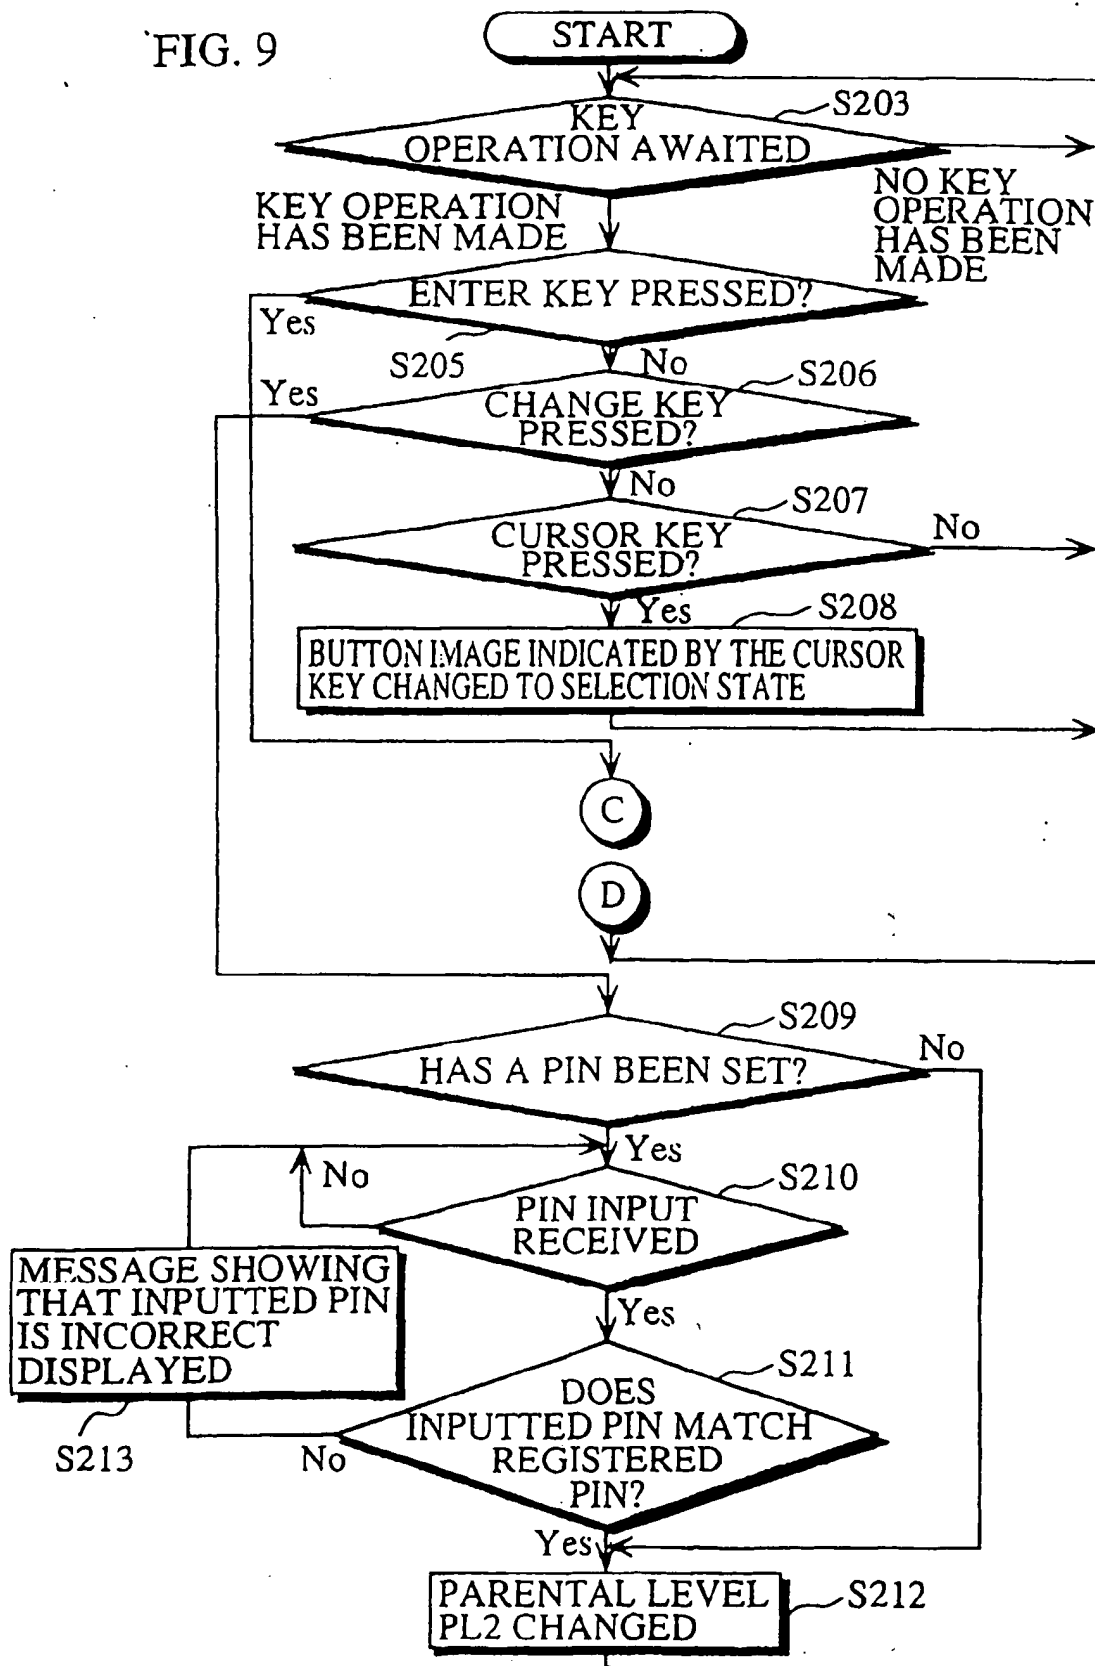 FIG. 9
START
KEY
OPERATION AWAITED
S203
KEY OPERATION
HAS BEEN MADE
NO KEY
OPERATION
HAS BEEN
MADE
ENTER KEY PRESSED?
Yes
S205
No
S206
Yes
CHANGE KEY
PRESSED?
No
S207
CURSOR KEY
PRESSED?
No
Yes
S208
BUTTON IMAGE INDICATED BY THE CURSOR
KEY CHANGED TO SELECTION STATE
C
D
S209
HAS A PIN BEEN SET?
No
Yes
No
S210
PIN INPUT
RECEIVED
MESSAGE SHOWING
THAT INPUTTED PIN
IS INCORRECT
DISPLAYED
Yes
S211
DOES
INPUTTED PIN MATCH
REGISTERED
PIN?
S213
No
Yes
PARENTAL LEVEL
PL2 CHANGED
S212